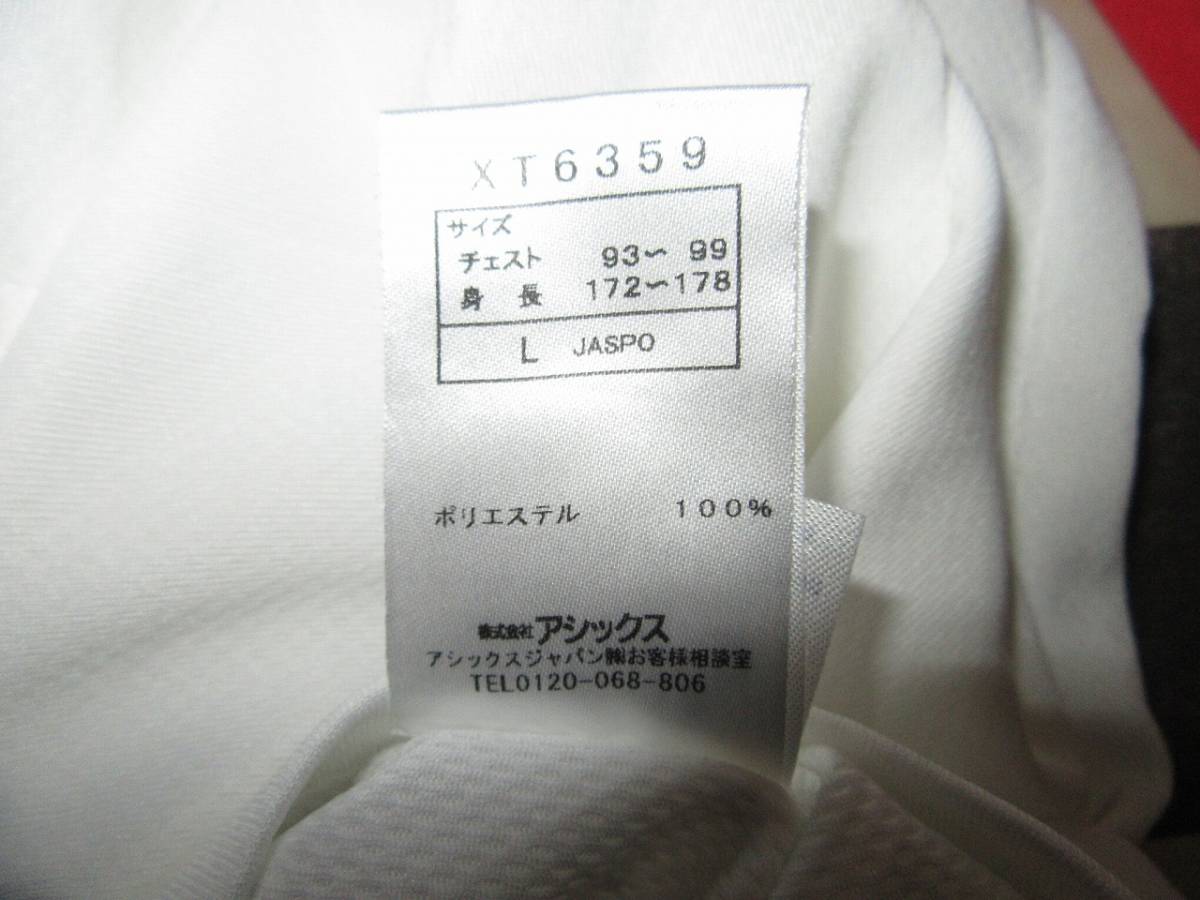 XT6359
サイズ
チェスト 93〜99
身長 172〜178
L JASPO
ポリエステル 100%
株式会社アシックス
アシックスジャパン㈱お客様相談室
TEL0120-068-806